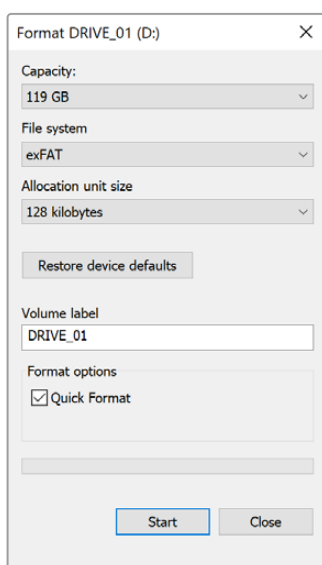 Format DRIVE_01 (D:)
Capacity:
119 GB
File system
exFAT
Allocation unit size
128 kilobytes
Restore device defaults
Volume label
DRIVE_01
Format options
Quick Format
Start Close